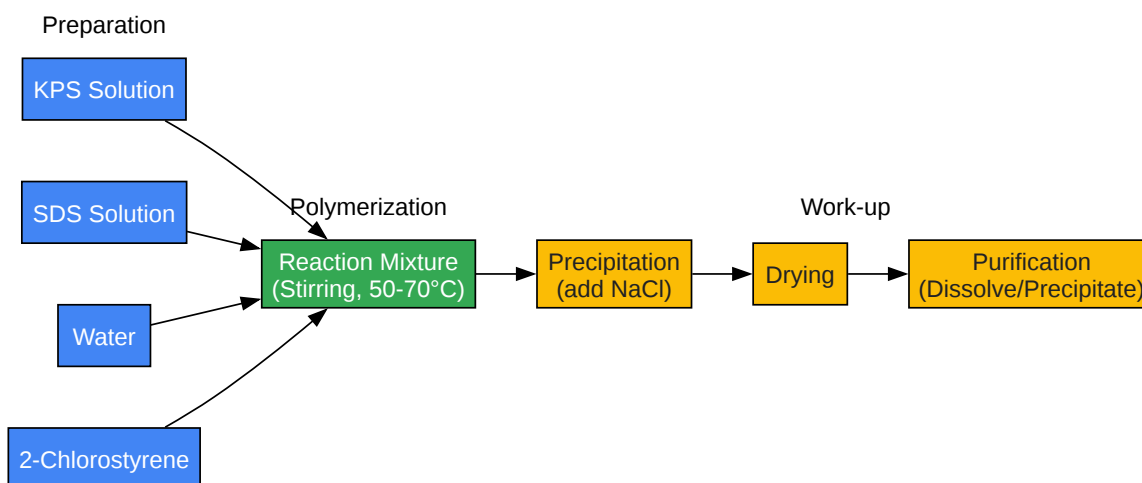 Preparation
KPS Solution
SDS Solution
Water
2-Chlorostyrene
Polymerization
Reaction Mixture
(Stirring, 50-70°C)
Precipitation
(add NaCl)
Work-up
Drying
Purification
(Dissolve/Precipitate)